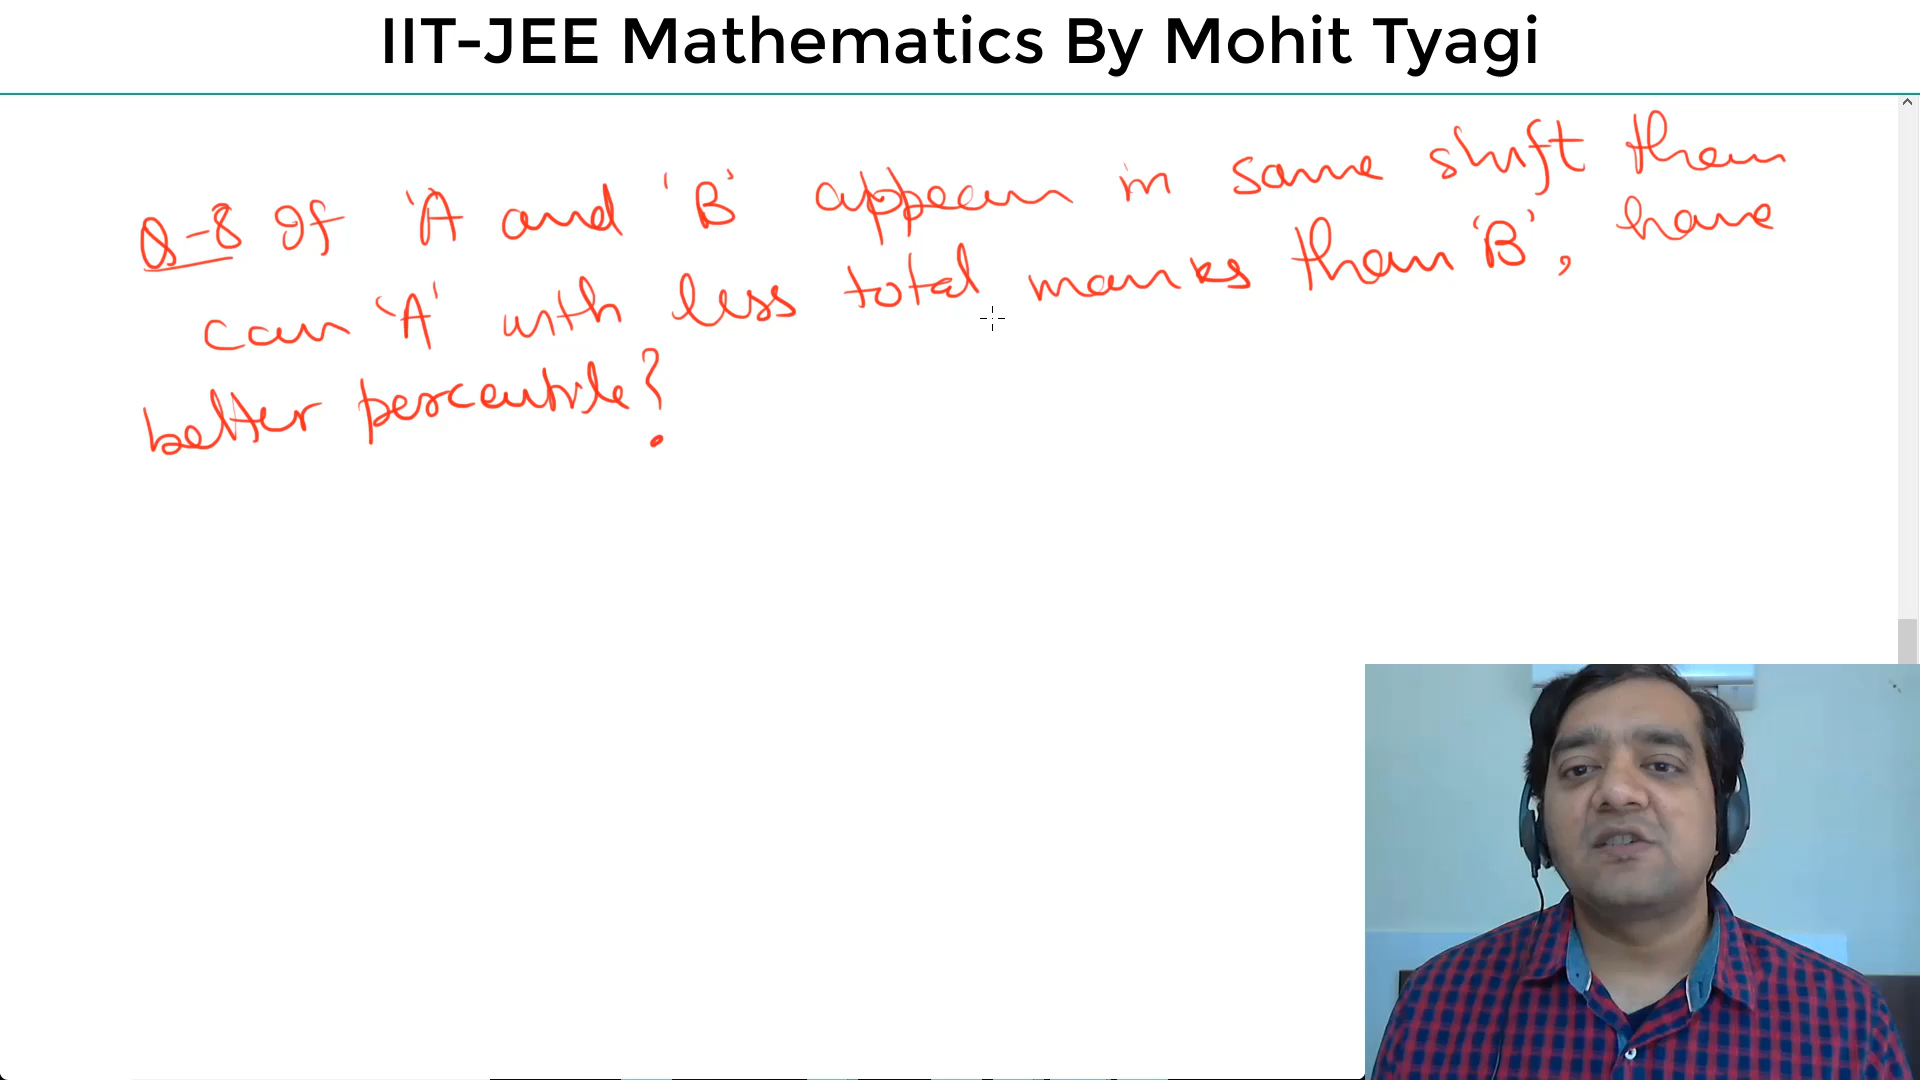 IIT-JEE Mathematics By Mohit Tyagi
Q-8 If 'A and 'B' appear in same shift then
can 'A' with less total marks than 'B', have
better percentile?